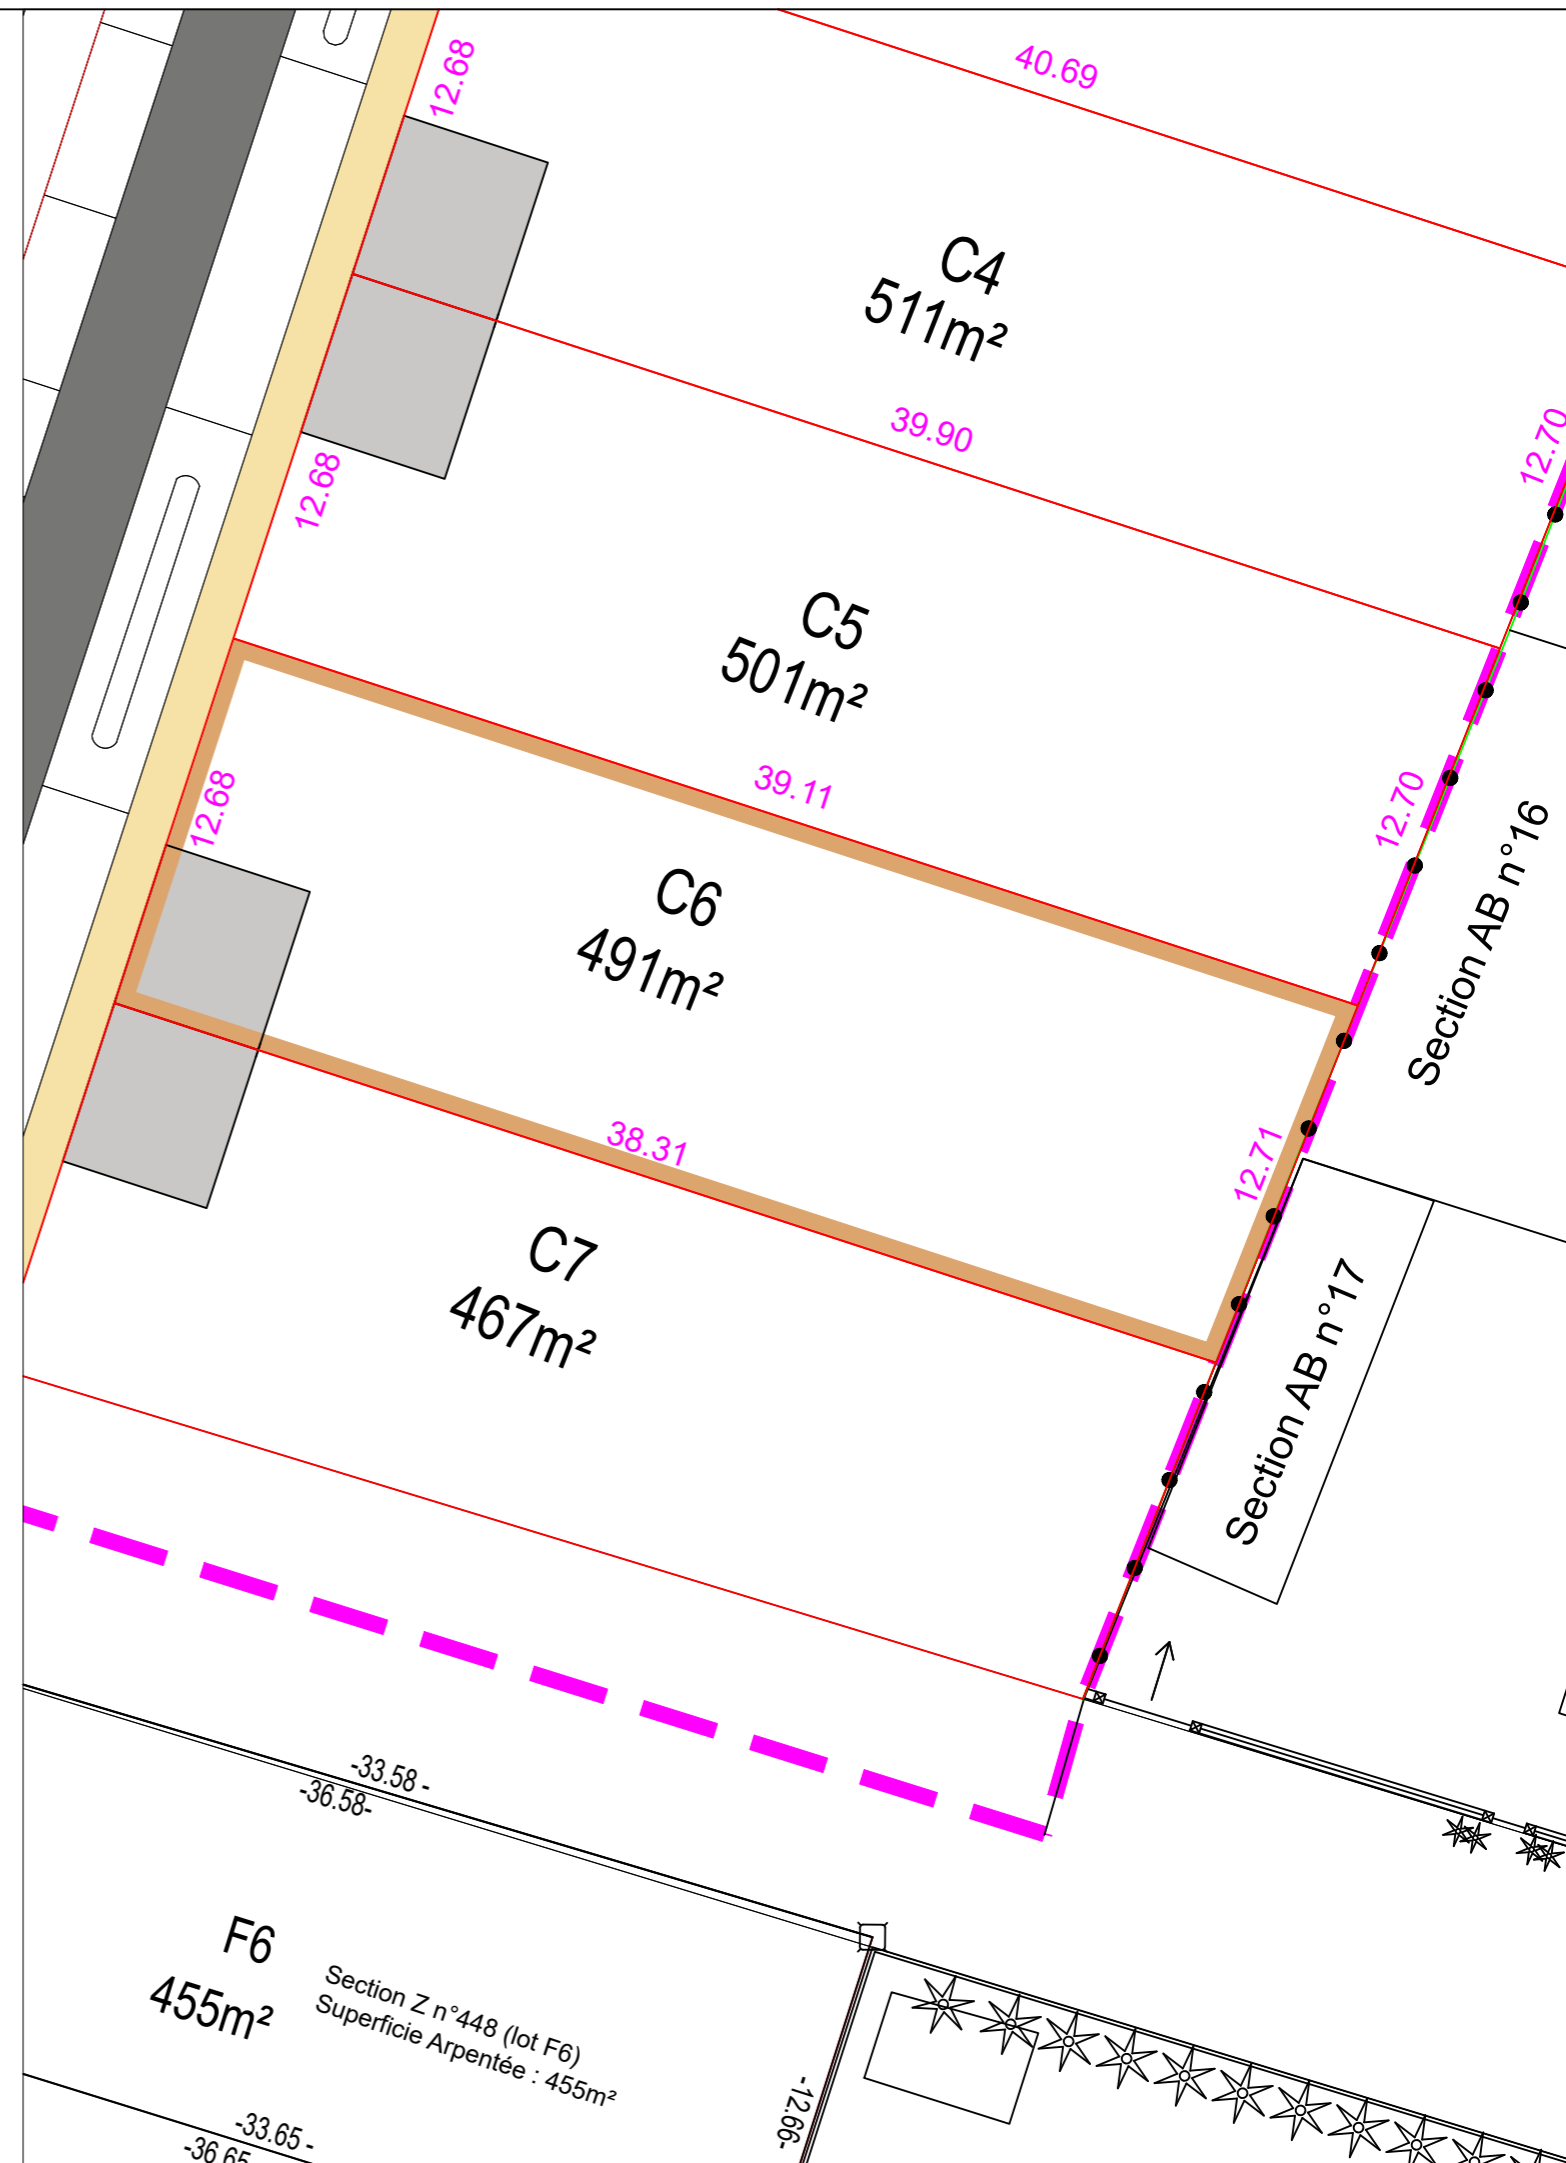 40.69
12.68
C4
511m²
39.90
12.70
12.68
C5
501m²
39.11
12.70
12.68
Section AB n°16
C6
491m²
38.31
12.71
C7
467m²
Section AB n°17
-33.58 -
-36.58-
F6
455m²
Section Z n°448 (lot F6)
Superficie Arpentée : 455m²
-12.66-
-33.65 -
-36.65